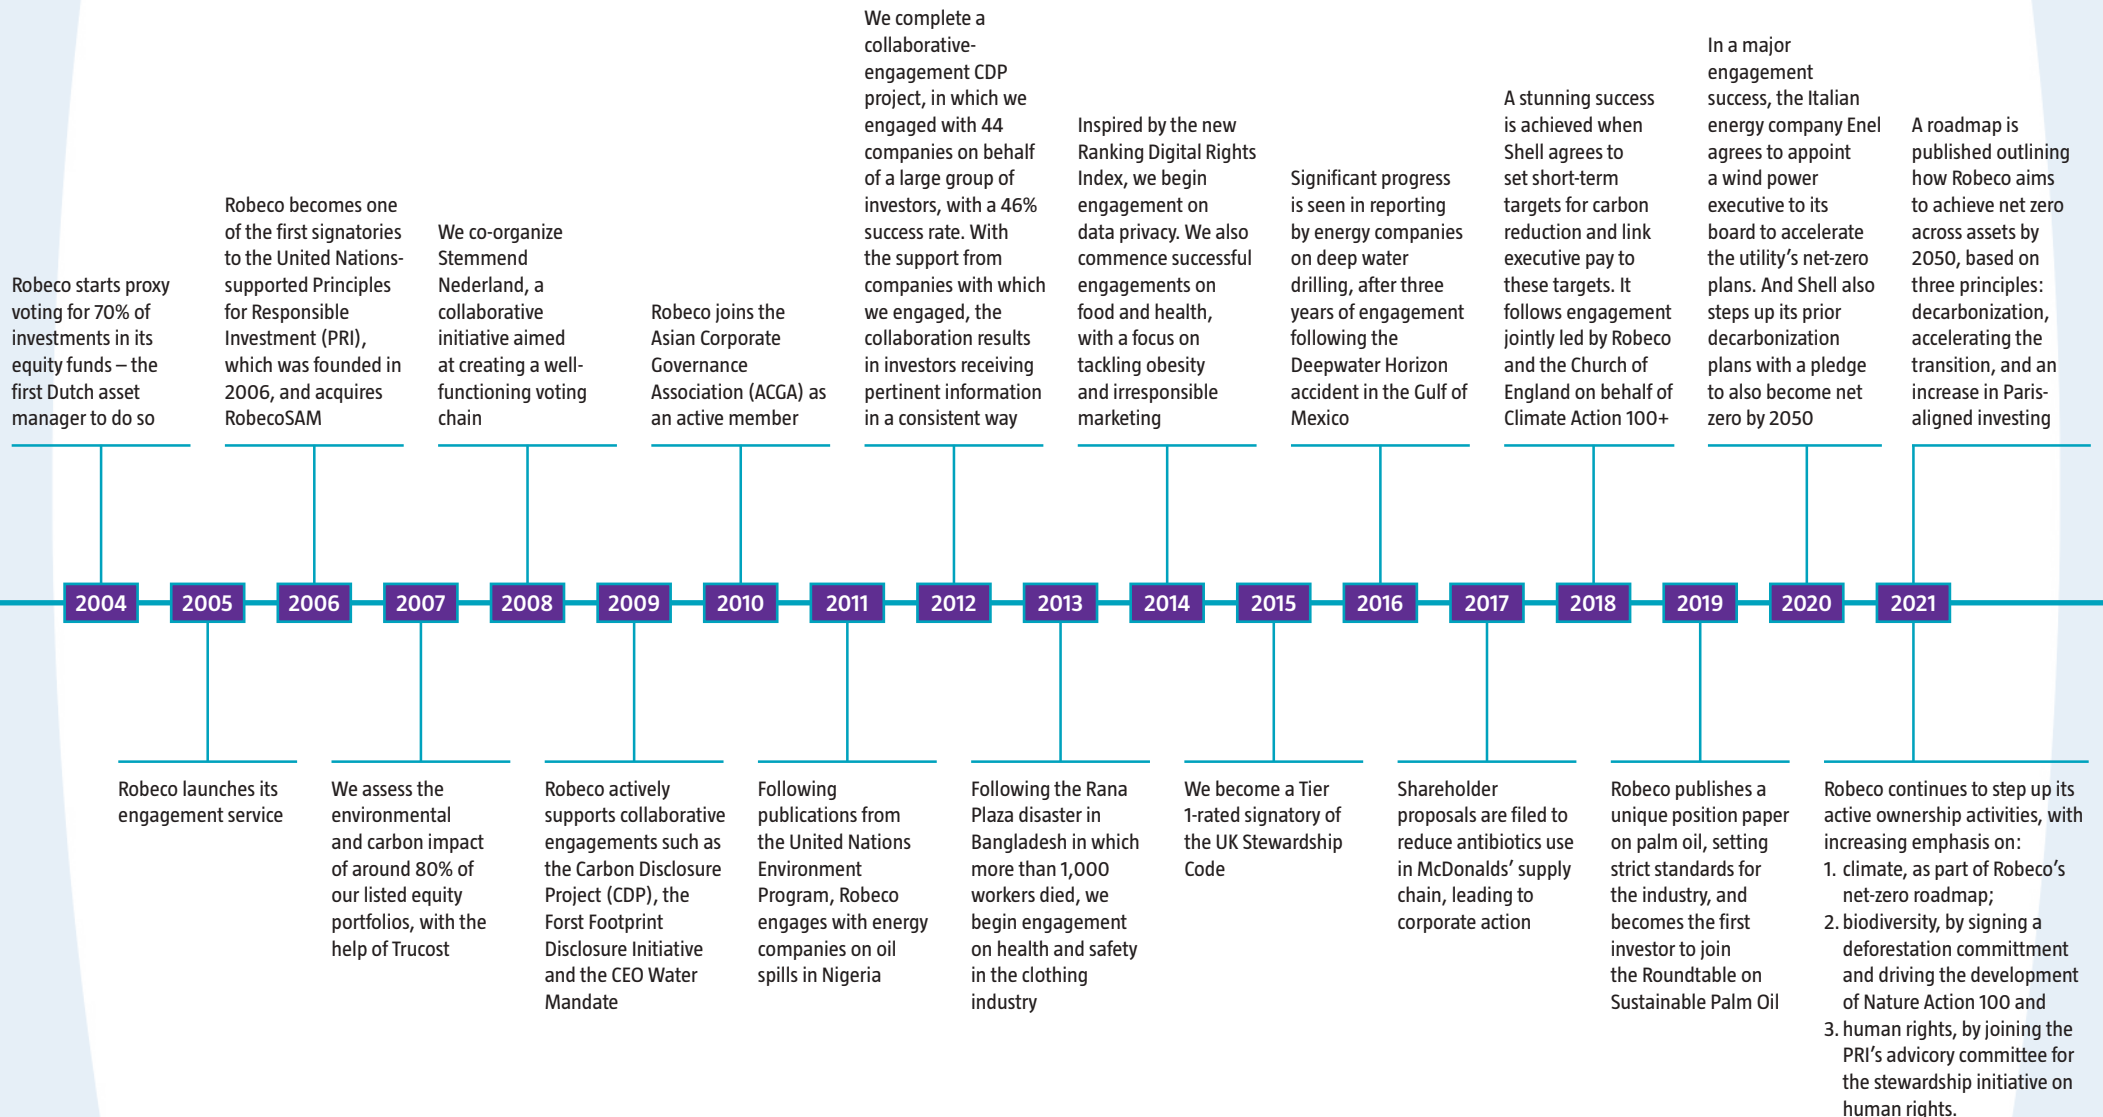 Robeco starts proxy
voting for 70% of
investments in its
equity funds – the
first Dutch asset
manager to do so
Robeco becomes one
of the first signatories
to the United Nations-
supported Principles
for Responsible
Investment (PRI),
which was founded in
2006, and acquires
RobecoSAM
We co-organize
Stemmend
Nederland, a
collaborative
initiative aimed
at creating a well-
functioning voting
chain
Robeco joins the
Asian Corporate
Governance
Association (ACGA) as
an active member
We complete a
collaborative-
engagement CDP
project, in which we
engaged with 44
companies on behalf
of a large group of
investors, with a 46%
success rate. With
the support from
companies with which
we engaged, the
collaboration results
in investors receiving
pertinent information
in a consistent way
Inspired by the new
Ranking Digital Rights
Index, we begin
engagement on
data privacy. We also
commence successful
engagements on
food and health,
with a focus on
tackling obesity
and irresponsible
marketing
Significant progress
is seen in reporting
by energy companies
on deep water
drilling, after three
years of engagement
following the
Deepwater Horizon
accident in the Gulf of
Mexico
A stunning success
is achieved when
Shell agrees to
set short-term
targets for carbon
reduction and link
executive pay to
these targets. It
follows engagement
jointly led by Robeco
and the Church of
England on behalf of
Climate Action 100+
In a major
engagement
success, the Italian
energy company Enel
agrees to appoint
a wind power
executive to its
board to accelerate
the utility’s net-zero
plans. And Shell also
steps up its prior
decarbonization
plans with a pledge
to also become net
zero by 2050
A roadmap is
published outlining
how Robeco aims
to achieve net zero
across assets by
2050, based on
three principles:
decarbonization,
accelerating the
transition, and an
increase in Paris-
aligned investing
2004 2005 2006 2007 2008 2009 2010 2011 2012 2013 2014 2015 2016 2017 2018 2019 2020 2021
Robeco launches its
engagement service
We assess the
environmental
and carbon impact
of around 80% of
our listed equity
portfolios, with the
help of Trucost
Robeco actively
supports collaborative
engagements such as
the Carbon Disclosure
Project (CDP), the
Forst Footprint
Disclosure Initiative
and the CEO Water
Mandate
Following
publications from
the United Nations
Environment
Program, Robeco
engages with energy
companies on oil
spills in Nigeria
Following the Rana
Plaza disaster in
Bangladesh in which
more than 1,000
workers died, we
begin engagement
on health and safety
in the clothing
industry
We become a Tier
1-rated signatory of
the UK Stewardship
Code
Shareholder
proposals are filed to
reduce antibiotics use
in McDonalds’ supply
chain, leading to
corporate action
Robeco publishes a
unique position paper
on palm oil, setting
strict standards for
the industry, and
becomes the first
investor to join
the Roundtable on
Sustainable Palm Oil
Robeco continues to step up its
active ownership activities, with
increasing emphasis on:
1. climate, as part of Robeco’s
net-zero roadmap;
2. biodiversity, by signing a
deforestation committment
and driving the development
of Nature Action 100 and
3. human rights, by joining the
PRI’s advicory committee for
the stewardship initiative on
human rights.